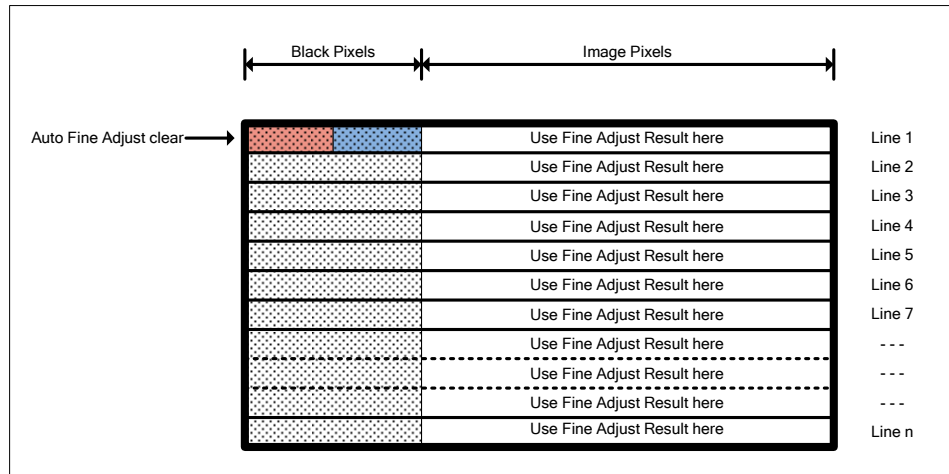 Black Pixels Image Pixels
Auto Fine Adjust clear Use Fine Adjust Result here Line 1
Use Fine Adjust Result here Line 2
Use Fine Adjust Result here Line 3
Use Fine Adjust Result here Line 4
Use Fine Adjust Result here Line 5
Use Fine Adjust Result here Line 6
Use Fine Adjust Result here Line 7
Use Fine Adjust Result here - - -
Use Fine Adjust Result here - - -
Use Fine Adjust Result here - - -
Use Fine Adjust Result here Line n